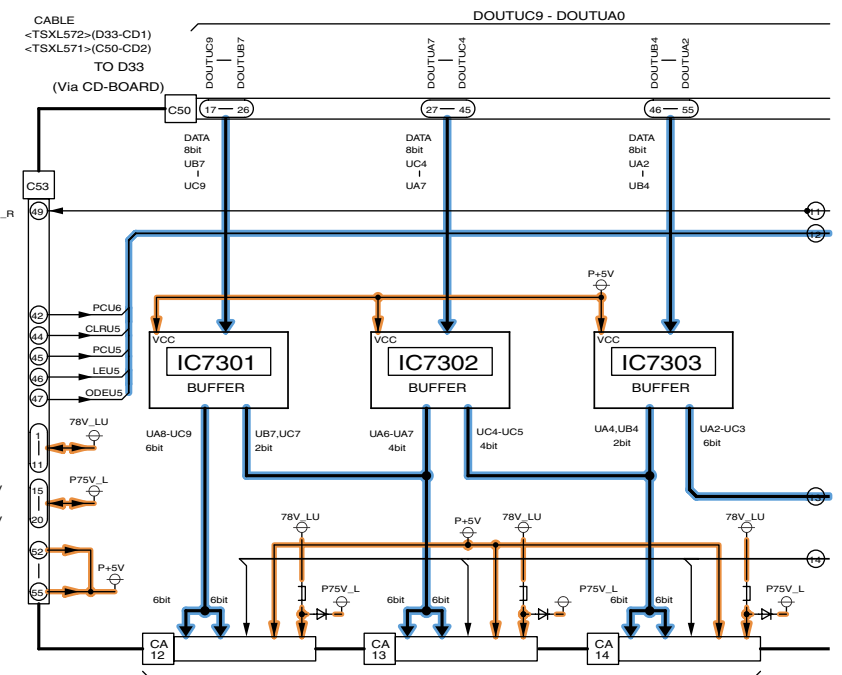 CABLE
<TSXL572>(D33-CD1)
<TSXL571>(C50-CD2)
TO D33
(Via CD-BOARD)
DOUTUC9 - DOUTUA0
DOUTUC9
DOUTUB7
DOUTUA7
DOUTUC4
DOUTUB4
DOUTUA2
C50
17
26
27
45
46
55
DATA
8bit
UB7
UC9
DATA
8bit
UC4
UA7
DATA
8bit
UA2
UB4
C53
_R
49
11
12
P+5V
42
PCU6
44
CLRU5
45
PCU5
46
LEU5
47
ODEU5
VCC
IC7301
BUFFER
VCC
IC7302
BUFFER
VCC
IC7303
BUFFER
1
11
78V_LU
UA8-UC9
6bit
UB7,UC7
2bit
UA6-UA7
4bit
UC4-UC5
4bit
UA4,UB4
2bit
UA2-UC3
6bit
15
20
P75V_L
13
52
55
P+5V
78V_LU
P+5V
78V_LU
78V_LU
14
6bit
6bit
P75V_L
6bit
6bit
P75V_L
6bit
6bit
P75V_L
CA
12
CA
13
CA
14